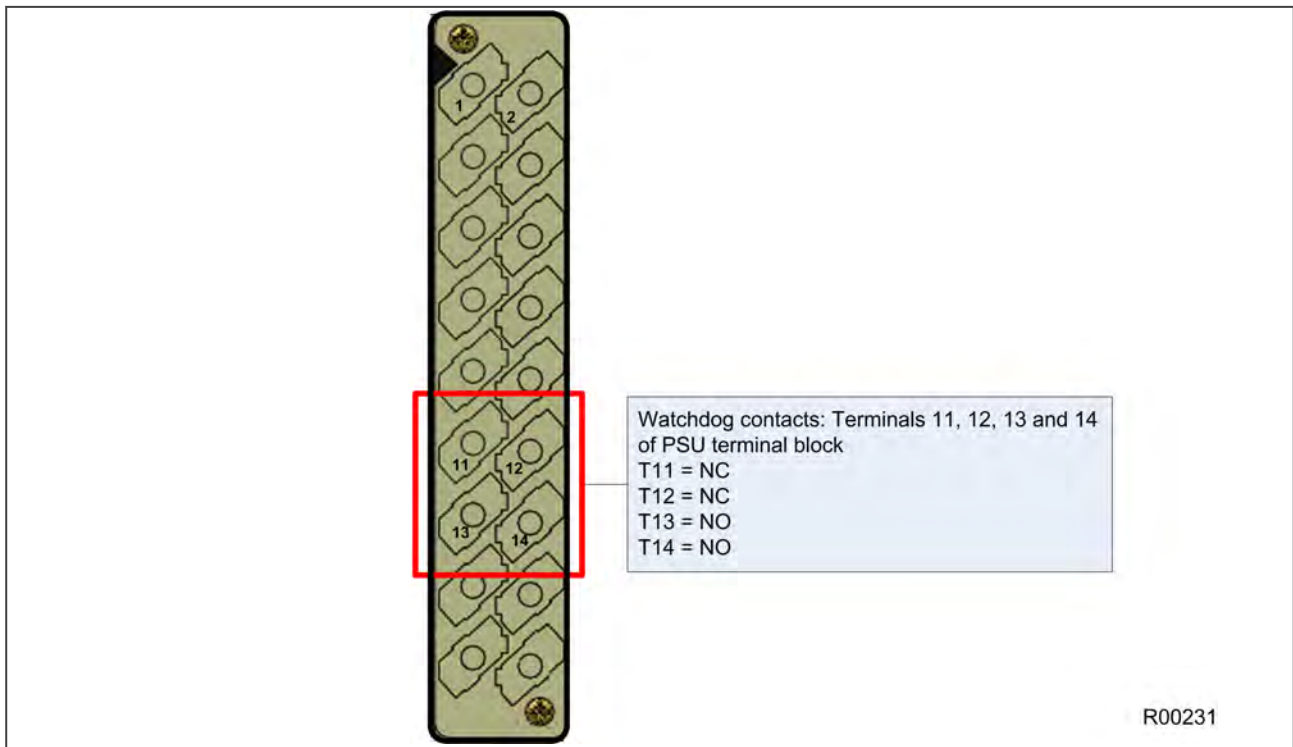 1
2
11
12
13
14
Watchdog contacts: Terminals 11, 12, 13 and 14
of PSU terminal block
T11 = NC
T12 = NC
T13 = NO
T14 = NO
R00231